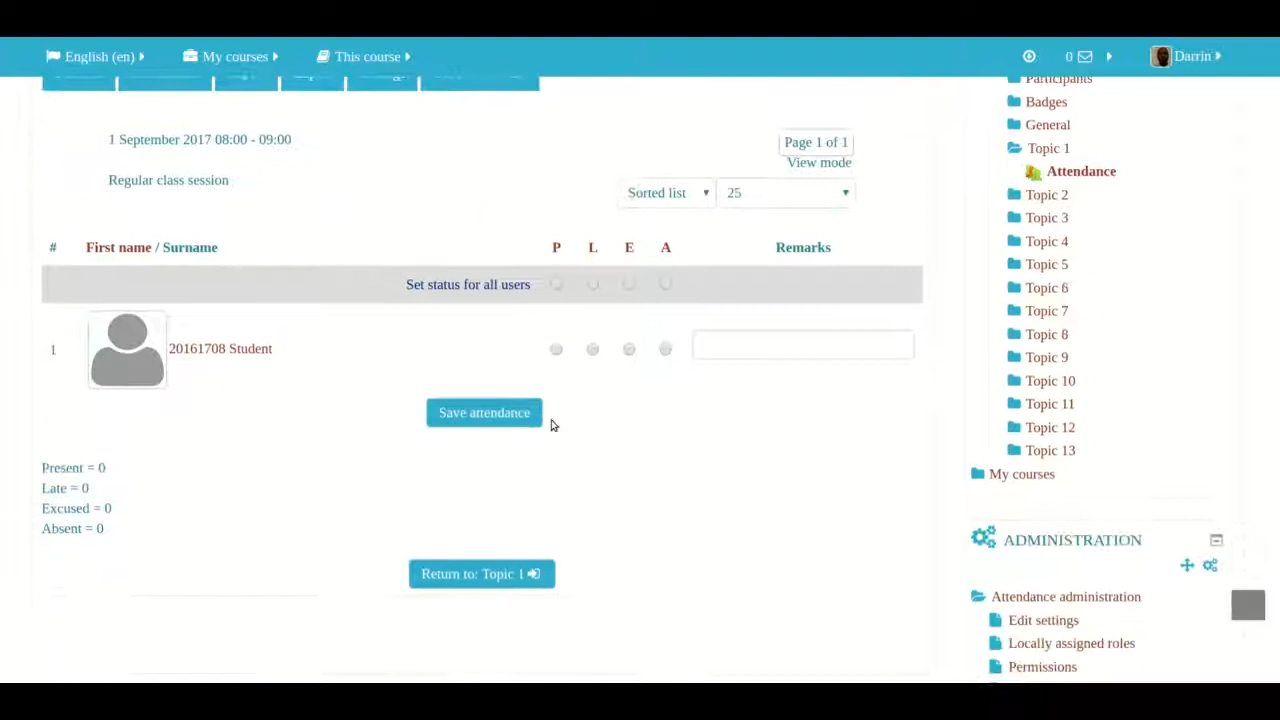 English (en) My courses This course 0 Darrin
1 September 2017 08:00 - 09:00
Page 1 of 1
View mode
Regular class session
Sorted list 25
# First name / Surname P L E A Remarks
Set status for all users
1 20161708 Student
Save attendance
Present = 0
Late = 0
Excused = 0
Absent = 0
Return to: Topic 1
Participants
Badges
General
Topic 1
Attendance
Topic 2
Topic 3
Topic 4
Topic 5
Topic 6
Topic 7
Topic 8
Topic 9
Topic 10
Topic 11
Topic 12
Topic 13
My courses
ADMINISTRATION
Attendance administration
Edit settings
Locally assigned roles
Permissions